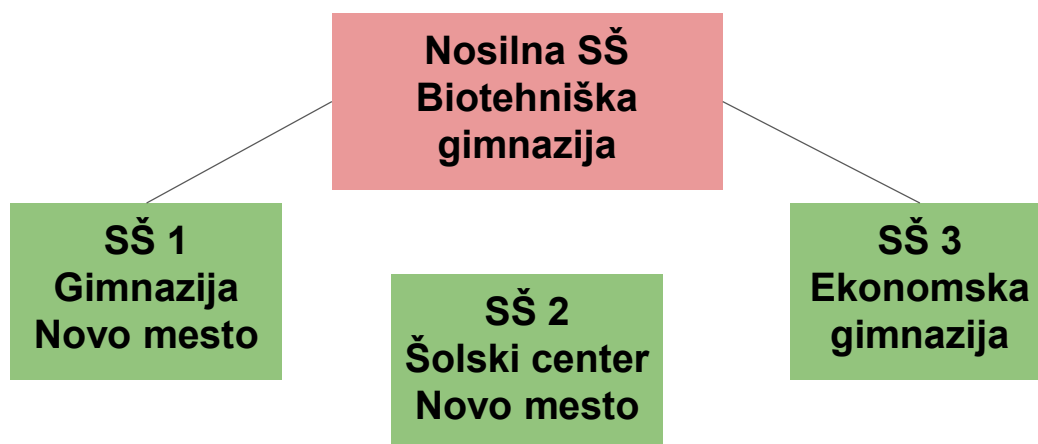 Nosilna SŠ
Biotehniška
gimnazija
SŠ 1
Gimnazija
Novo mesto
SŠ 2
Šolski center
Novo mesto
SŠ 3
Ekonomska
gimnazija